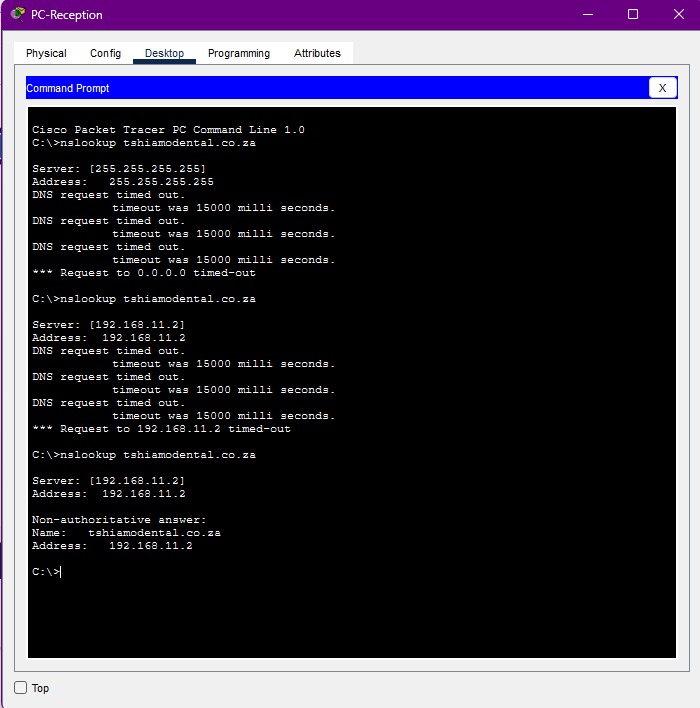 PC-Reception
Physical Config Desktop Programming Attributes
Command Prompt X
Cisco Packet Tracer PC Command Line 1.0
C:\>nslookup tshiamodental.co.za
Server: [255.255.255.255]
Address: 255.255.255.255
DNS request timed out.
timeout was 15000 milli seconds.
DNS request timed out.
timeout was 15000 milli seconds.
DNS request timed out.
timeout was 15000 milli seconds.
*** Request to 0.0.0.0 timed-out
C:\>nslookup tshiamodental.co.za
Server: [192.168.11.2]
Address: 192.168.11.2
DNS request timed out.
timeout was 15000 milli seconds.
DNS request timed out.
timeout was 15000 milli seconds.
DNS request timed out.
timeout was 15000 milli seconds.
*** Request to 192.168.11.2 timed-out
C:\>nslookup tshiamodental.co.za
Server: [192.168.11.2]
Address: 192.168.11.2
Non-authoritative answer:
Name: tshiamodental.co.za
Address: 192.168.11.2
C:\>
Top